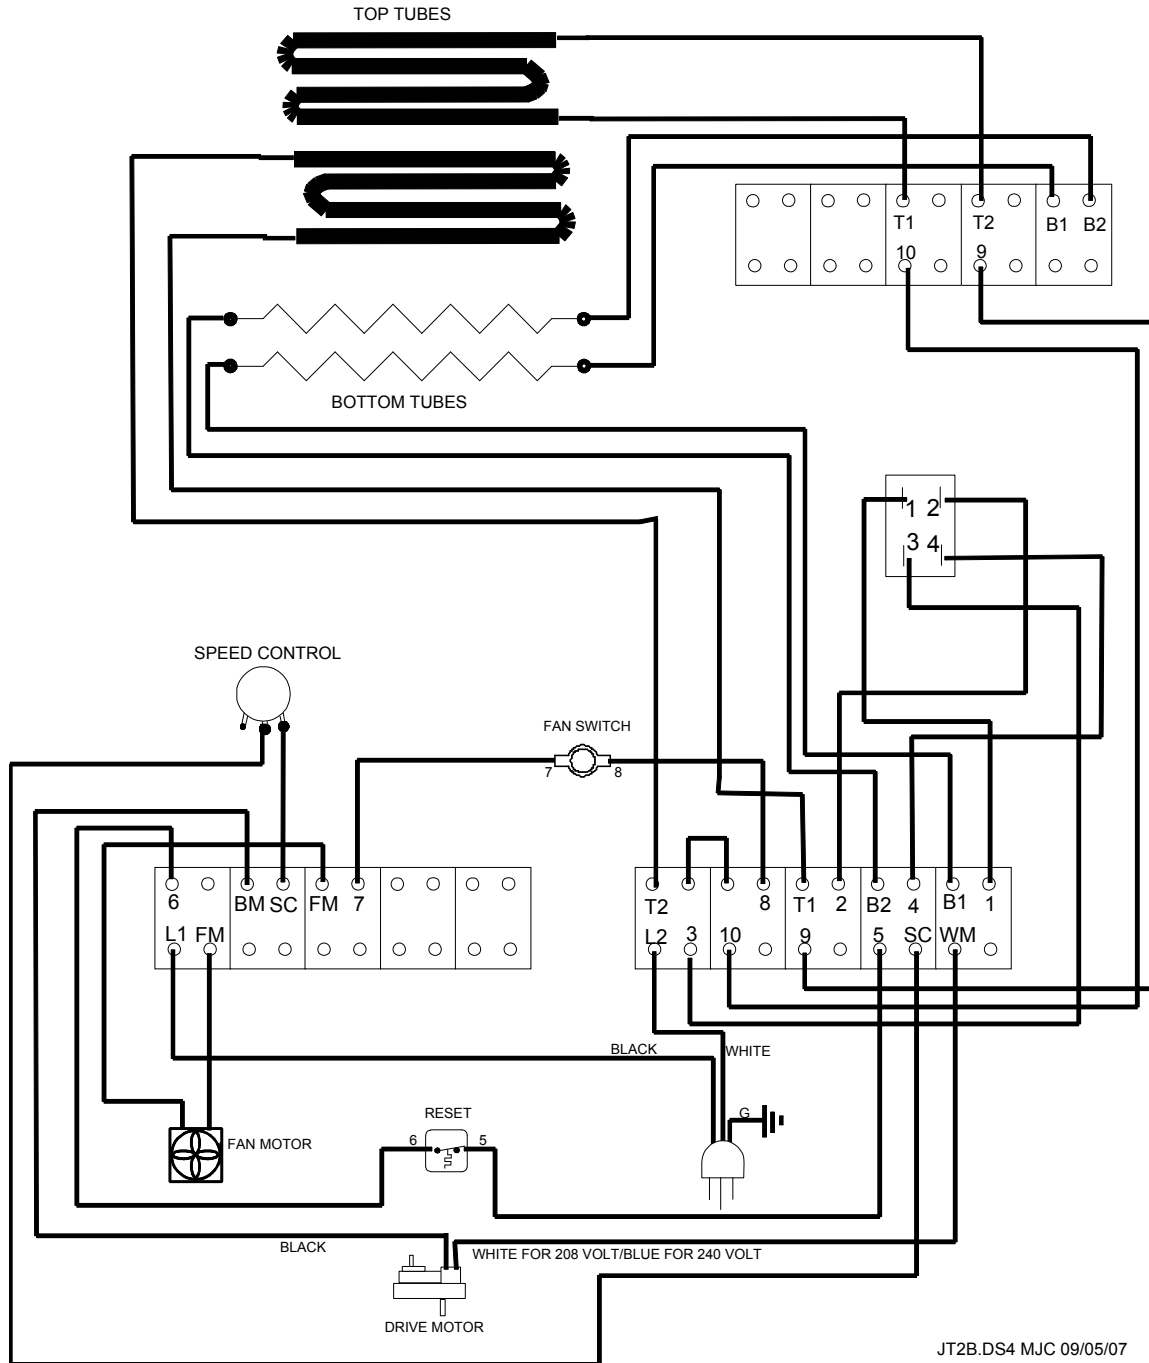 TOP TUBES
T1 T2 B1 B2
10 9
BOTTOM TUBES
1 2
3 4
SPEED CONTROL
FAN SWITCH
7 8
6 BM SC FM 7
L1 FM
T2 8 T1 2 B2 4 B1 1
L2 3 10 9 5 SC WM
BLACK
WHITE
G
RESET
6 5
FAN MOTOR
BLACK
WHITE FOR 208 VOLT/BLUE FOR 240 VOLT
DRIVE MOTOR
JT2B.DS4 MJC 09/05/07